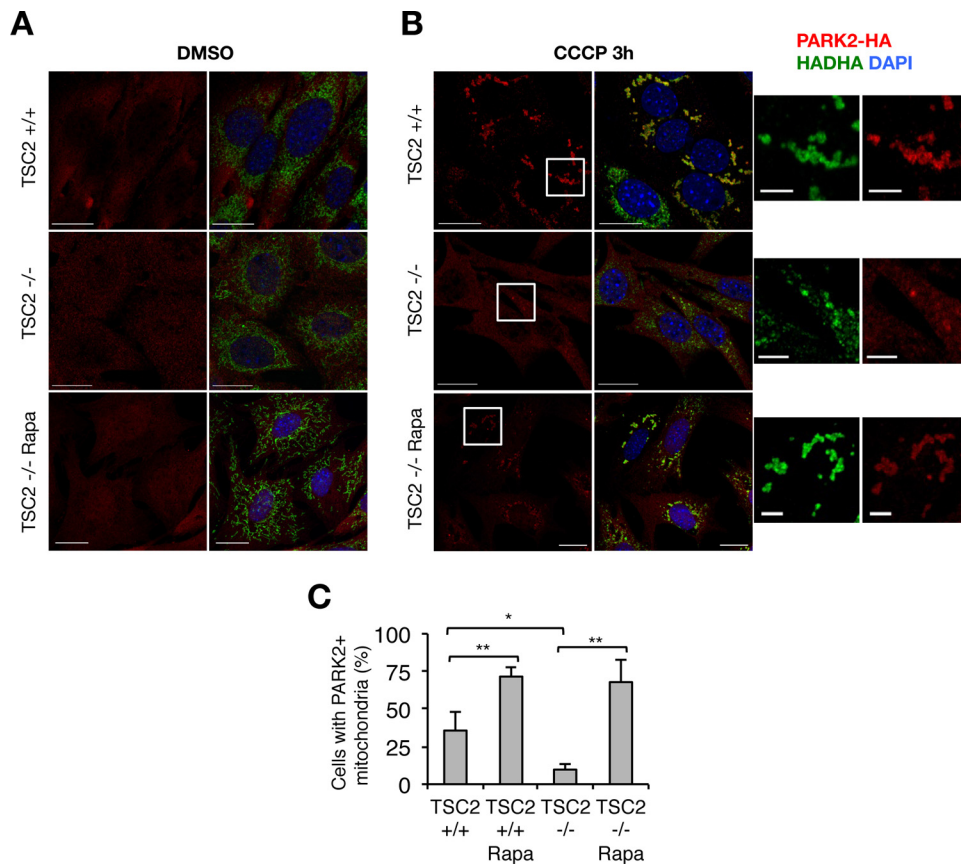 A
DMSO
TSC2 +/+
TSC2 -/-
TSC2 -/- Rapa
B
CCCP 3h
TSC2 +/+
TSC2 -/-
TSC2 -/- Rapa
PARK2-HA
HADHA DAPI
C
Cells with PARK2+
mitochondria (%)
100
75
50
25
0
*
**
**
TSC2 TSC2 TSC2 TSC2
+/+ +/+ -/- -/-
Rapa Rapa